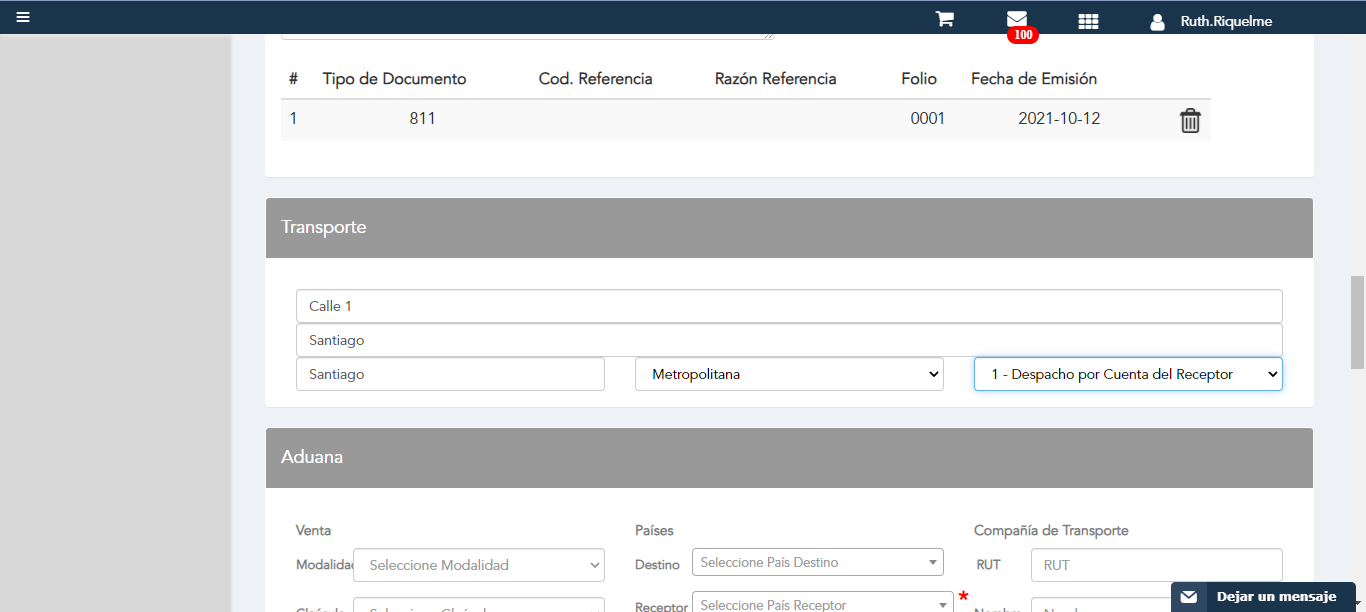 100
Ruth.Riquelme
# Tipo de Documento Cod. Referencia Razón Referencia Folio Fecha de Emisión
1 811 0001 2021-10-12
Transporte
Calle 1
Santiago
Santiago Metropolitana 1 - Despacho por Cuenta del Receptor
Aduana
Venta Países Compañía de Transporte
Modalidad Seleccione Modalidad Destino Seleccione País Destino RUT RUT
Receptor Seleccione País Receptor *
Dejar un mensaje